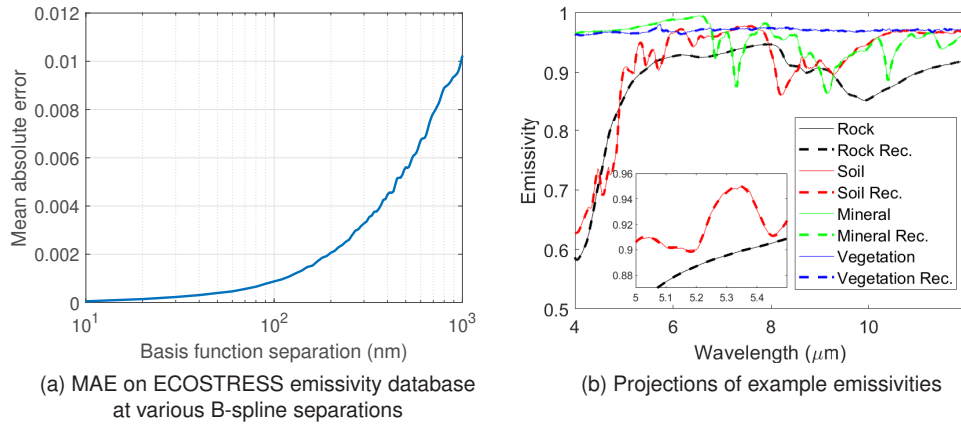 0.012
0.01
0.008
0.006
0.004
0.002
0
Mean absolute error
10^1
10^2
10^3
Basis function separation (nm)
(a) MAE on ECOSTRESS emissivity database
at various B-spline separations
1
0.9
0.8
0.7
0.6
0.5
Emissivity
4
6
8
10
Wavelength (μm)
Rock
Rock Rec.
Soil
Soil Rec.
Mineral
Mineral Rec.
Vegetation
Vegetation Rec.
0.96
0.94
0.92
0.9
0.88
5
5.1
5.2
5.3
5.4
(b) Projections of example emissivities